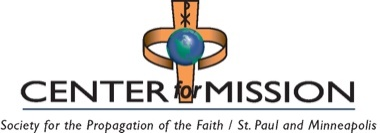 CENTER for MISSION
Society for the Propagation of the Faith / St. Paul and Minneapolis